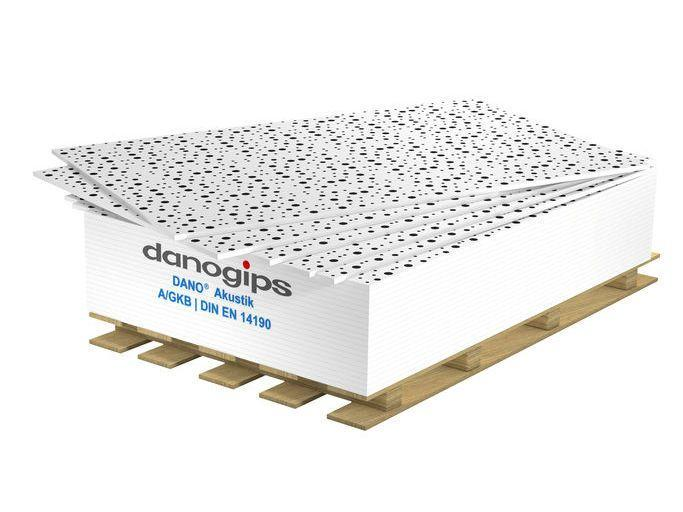 danogips
DANO® Akustik
A/GKB | DIN EN 14190